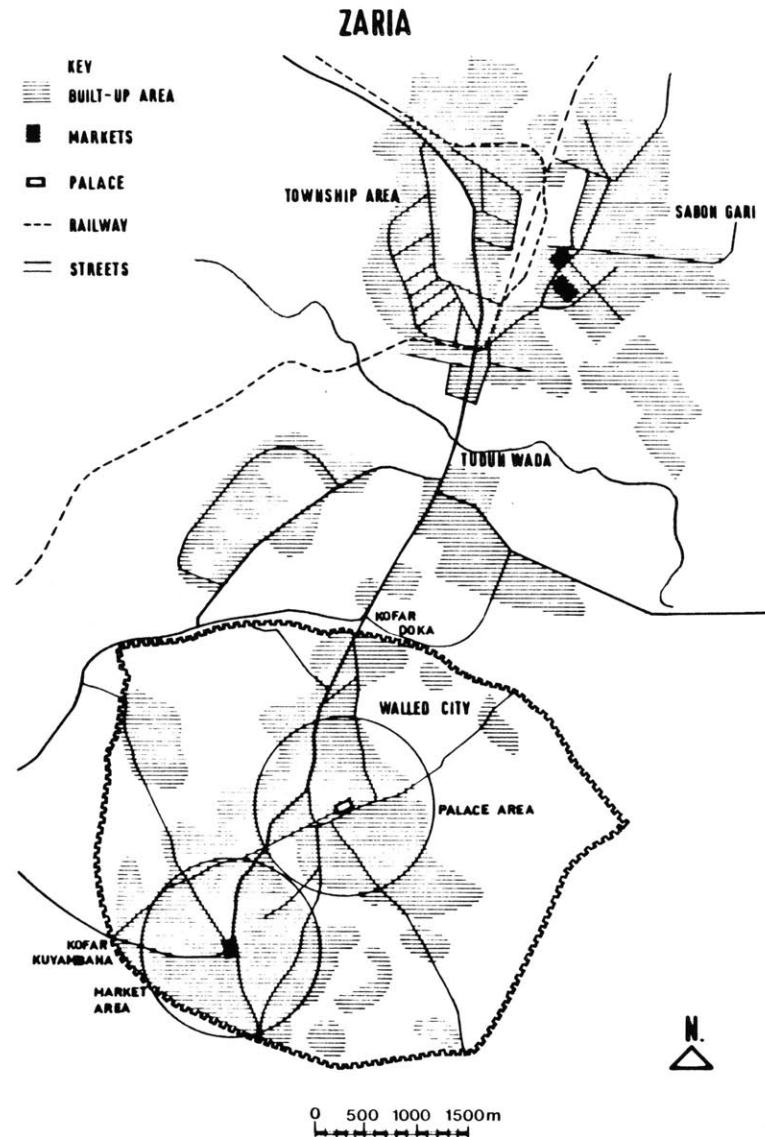 ZARIA
KEY
BUILT-UP AREA
MARKETS
PALACE
RAILWAY
STREETS
TOWNSHIP AREA
SABON GARI
TUDUN WADA
KOFAR
DOKA
WALLED CITY
PALACE AREA
KOFAR
KUYAMBANA
MARKET
AREA
N.
0 500 1000 1500m